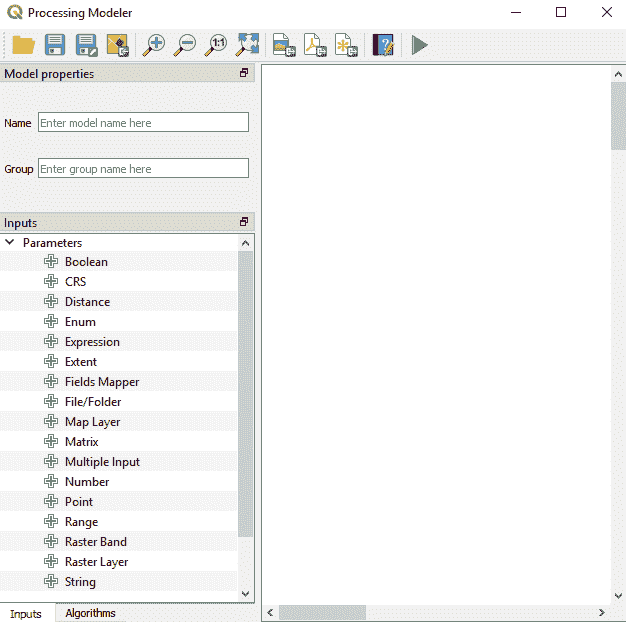 Processing Modeler
1:1
Model properties
Name Enter model name here
Group Enter group name here
Inputs
Parameters
Boolean
CRS
Distance
Enum
Expression
Extent
Fields Mapper
File/Folder
Map Layer
Matrix
Multiple Input
Number
Point
Range
Raster Band
Raster Layer
String
Inputs Algorithms